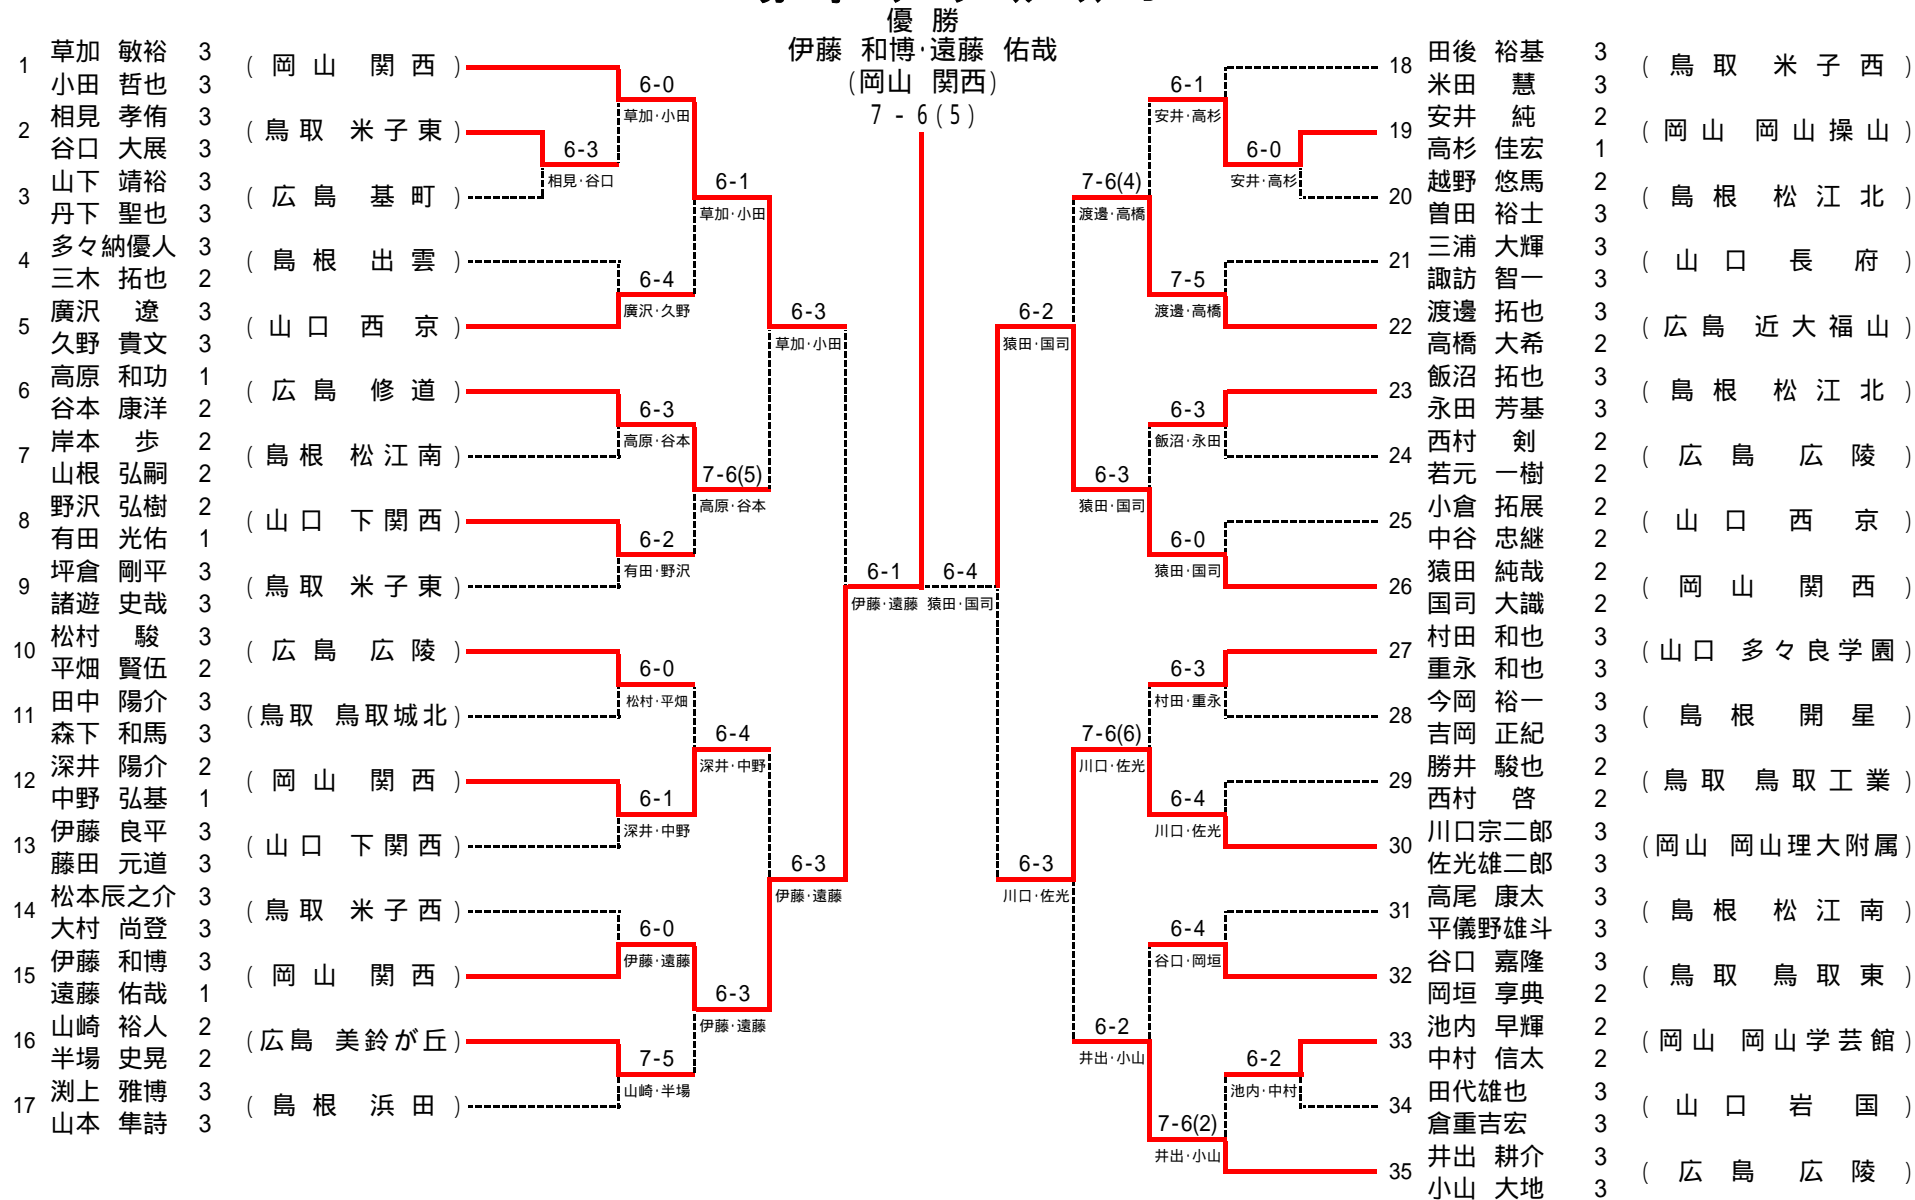 優 勝
伊藤 和博・遠藤 佑哉
(岡山 関西)
7 - 6(5)
1 草加 敏裕 3 (岡山 関西)
小田 哲也 3
2 相見 孝侑 3 (鳥取 米子東)
谷口 大展 3
3 山下 靖裕 3 (広島 基町)
丹下 聖也 3
4 多々納優人 3 (島根 出雲)
三木 拓也 2
5 廣沢 遼 3 (山口 西京)
久野 貴文 3
6 高原 和功 1 (広島 修道)
谷本 康洋 2
7 岸本 歩 2 (島根 松江南)
山根 弘嗣 2
8 野沢 弘樹 2 (山口 下関西)
有田 光佑 1
9 坪倉 剛平 3 (鳥取 米子東)
諸遊 史哉 3
10 松村 駿 3 (広島 広陵)
平畑 賢伍 2
11 田中 陽介 3 (鳥取 鳥取城北)
森下 和馬 3
12 深井 陽介 2 (岡山 関西)
中野 弘基 1
13 伊藤 良平 3 (山口 下関西)
藤田 元道 3
14 松本辰之介 3 (鳥取 米子西)
大村 尚登 3
15 伊藤 和博 3 (岡山 関西)
遠藤 佑哉 1
16 山崎 裕人 2 (広島 美鈴が丘)
半場 史晃 2
17 渕上 雅博 3 (島根 浜田)
山本 隼詩 3
6-3
相見・谷口
6-0
草加・小田
6-4
廣沢・久野
6-3
高原・谷本
6-2
有田・野沢
6-0
松村・平畑
6-1
深井・中野
6-0
伊藤・遠藤
7-5
山崎・半場
6-1
草加・小田
7-6(5)
高原・谷本
6-4
深井・中野
6-3
伊藤・遠藤
6-3
草加・小田
6-3
伊藤・遠藤
6-1
伊藤・遠藤
6-4
猿田・国司
6-2
猿田・国司
6-3
川口・佐光
7-6(4)
渡邊・高橋
6-3
猿田・国司
7-6(6)
川口・佐光
6-2
井出・小山
6-1
安井・高杉
7-5
渡邊・高橋
6-3
飯沼・永田
6-0
猿田・国司
6-3
村田・重永
6-4
川口・佐光
6-4
谷口・岡垣
7-6(2)
井出・小山
6-0
安井・高杉
6-2
池内・中村
18 田後 裕基 3 (鳥取 米子西)
米田 慧 3
19 安井 純 2 (岡山 岡山操山)
高杉 佳宏 1
20 越野 悠馬 2 (島根 松江北)
曽田 裕士 3
21 三浦 大輝 3 (山口 長府)
諏訪 智一 3
22 渡邊 拓也 3 (広島 近大福山)
高橋 大希 2
23 飯沼 拓也 3 (島根 松江北)
永田 芳基 3
24 西村 剣 2 (広島 広陵)
若元 一樹 2
25 小倉 拓展 2 (山口 西京)
中谷 忠継 2
26 猿田 純哉 2 (岡山 関西)
国司 大識 2
27 村田 和也 3 (山口 多々良学園)
重永 和也 3
28 今岡 裕一 3 (島根 開星)
吉岡 正紀 3
29 勝井 駿也 2 (鳥取 鳥取工業)
西村 啓 2
30 川口宗二郎 3 (岡山 岡山理大附属)
佐光雄二郎 3
31 高尾 康太 3 (島根 松江南)
平儀野雄斗 3
32 谷口 嘉隆 3 (鳥取 鳥取東)
岡垣 享典 2
33 池内 早輝 2 (岡山 岡山学芸館)
中村 信太 2
34 田代雄也 3 (山口 岩国)
倉重吉宏 3
35 井出 耕介 3 (広島 広陵)
小山 大地 3